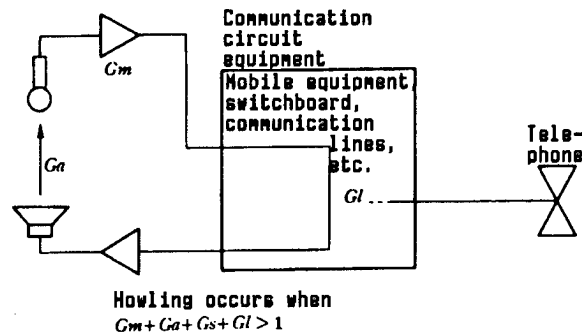 Communication
circuit
equipment
Gm
Mobile equipment
switchboard,
communication
lines,
etc.
Tele-
phone
Ga
Gl
Howling occurs when
Gm+Ga+Gs+Gl>1